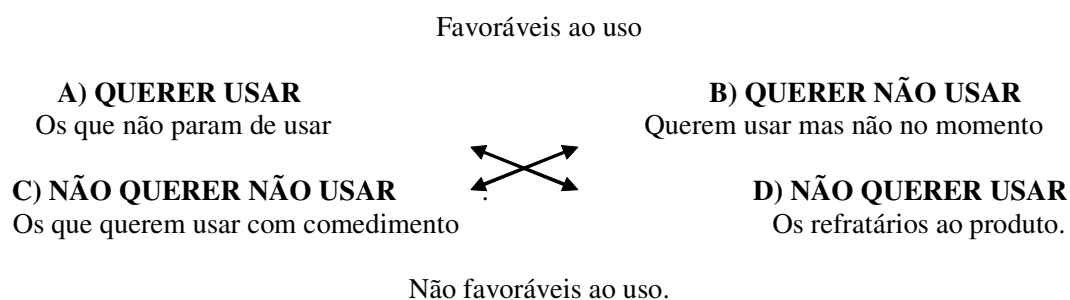 Favoráveis ao uso
A) QUERER USAR
Os que não param de usar
B) QUERER NÃO USAR
Querem usar mas não no momento
C) NÃO QUERER NÃO USAR
Os que querem usar com comedimento
.
D) NÃO QUERER USAR
Os refratários ao produto.
Não favoráveis ao uso.